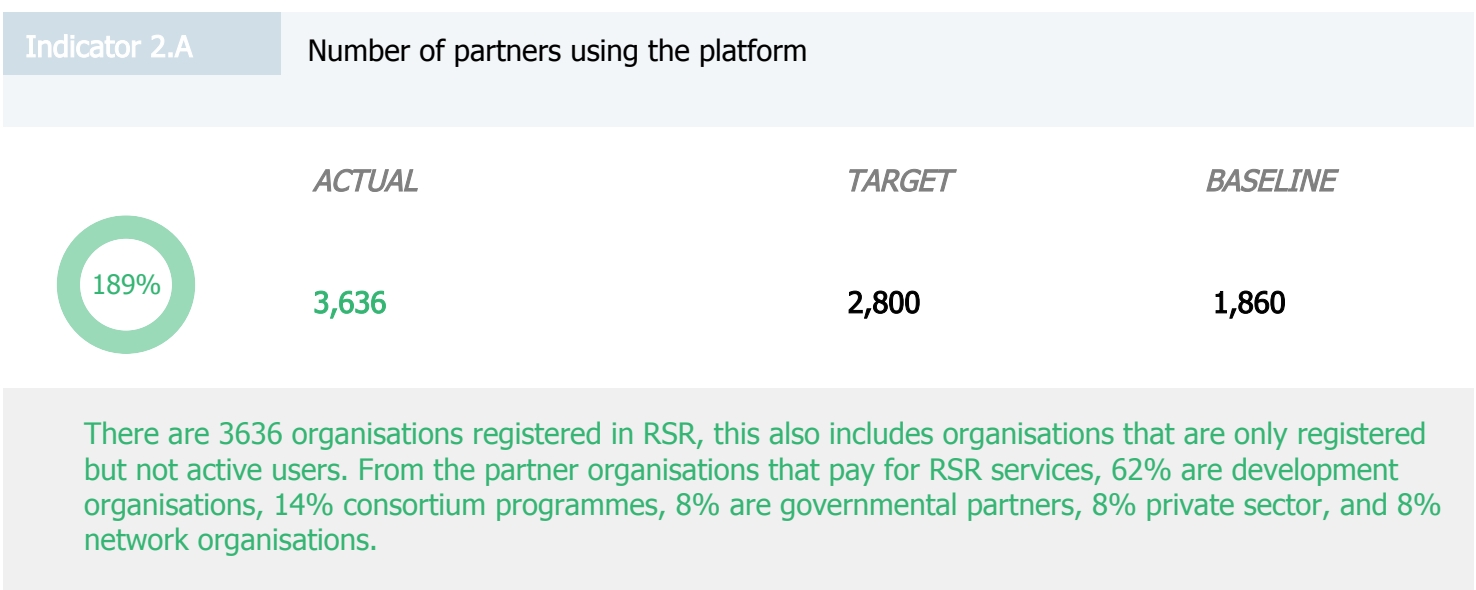 Indicator 2.A
Number of partners using the platform
ACTUAL
TARGET
BASELINE
189%
3,636
2,800
1,860
There are 3636 organisations registered in RSR, this also includes organisations that are only registered
but not active users. From the partner organisations that pay for RSR services, 62% are development
organisations, 14% consortium programmes, 8% are governmental partners, 8% private sector, and 8%
network organisations.